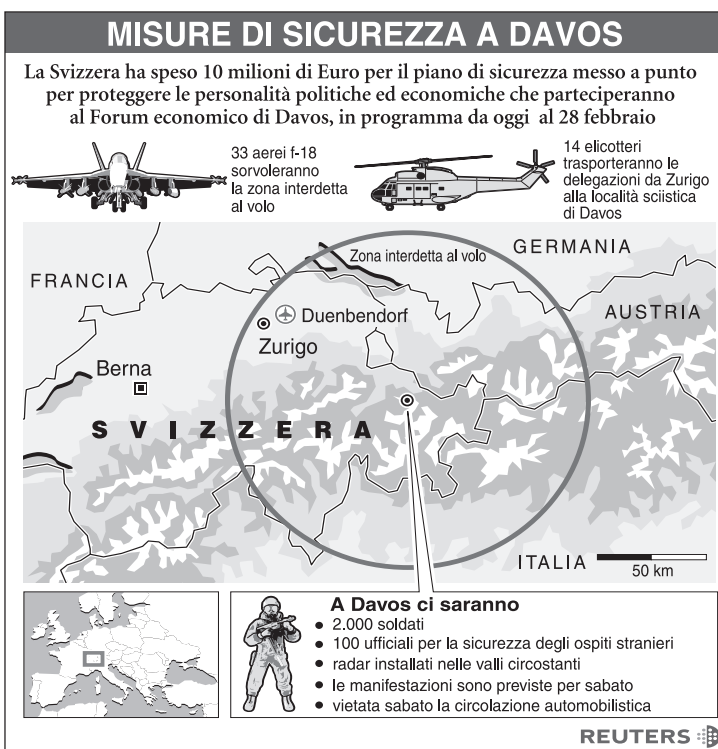 MISURE DI SICUREZZA A DAVOS
La Svizzera ha speso 10 milioni di Euro per il piano di sicurezza messo a punto
per proteggere le personalità politiche ed economiche che parteciperanno
al Forum economico di Davos, in programma da oggi al 28 febbraio
33 aerei f-18
sorvoleranno
la zona interdetta
al volo
14 elicotteri
trasporteranno le
delegazioni da Zurigo
alla località sciistica
di Davos
Zona interdetta al volo
GERMANIA
FRANCIA
AUSTRIA
Duenbendorf
Zurigo
Berna
SVIZZERA
ITALIA
50 km
A Davos ci saranno
• 2.000 soldati
• 100 ufficiali per la sicurezza degli ospiti stranieri
• radar installati nelle valli circostanti
• le manifestazioni sono previste per sabato
• vietata sabato la circolazione automobilistica
REUTERS